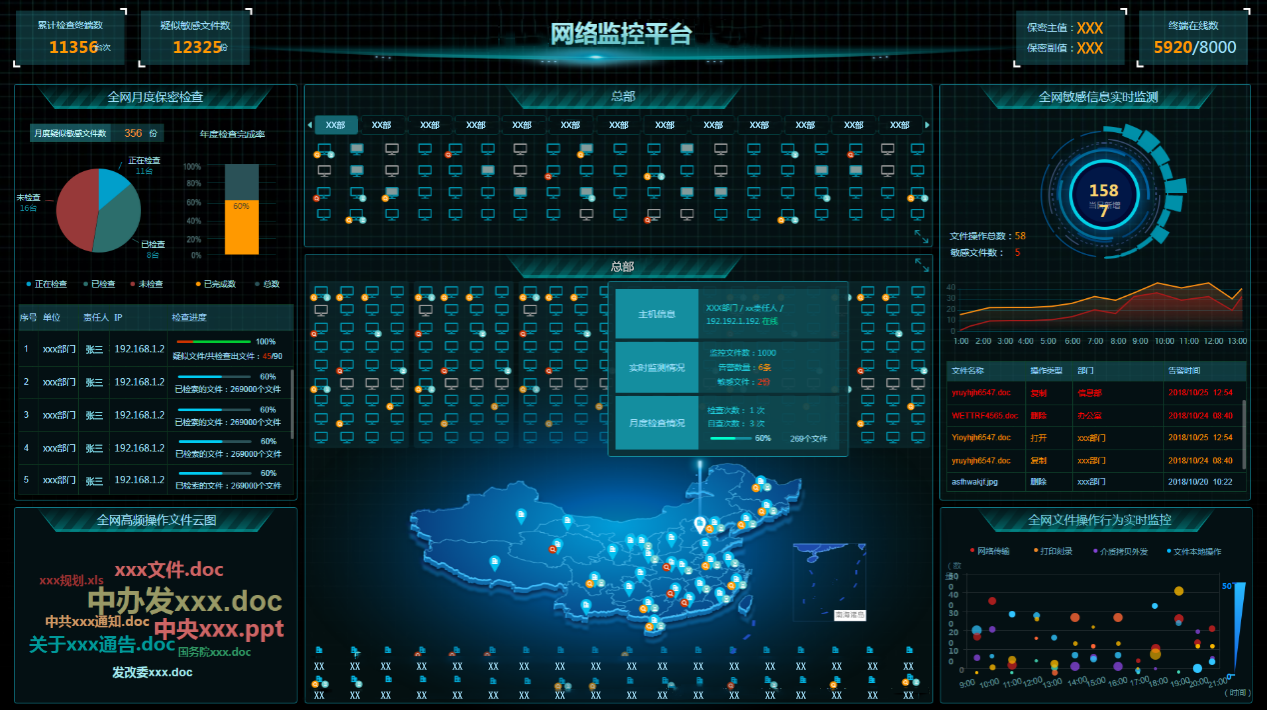 累计检查终端数
11356台次
疑似敏感文件数
12325份
网络监控平台
保密主值：XXX
保密副值：XXX
终端在线数
5920/8000
全网月度保密检查
月度疑似敏感文件数 356 份
年度检查完成率
正在检查
11台
未检查
16台
已检查
8台
100%
80%
60%
40%
20%
0%
60%
正在检查 已检查 未检查 已完成数 总数
序号 单位 责任人 IP 检查进度
1 xxx部门 张三 192.168.1.2 100%
疑似文件/共检查出文件：45/90
2 xxx部门 张三 192.168.1.2 60%
已检索的文件：269000个文件
3 xxx部门 张三 192.168.1.2 60%
已检索的文件：269000个文件
4 xxx部门 张三 192.168.1.2 60%
已检索的文件：269000个文件
5 xxx部门 张三 192.168.1.2 60%
已检索的文件：269000个文件
全网高频操作文件云图
xxx文件.doc
xxx规划.xls
中办发xxx.doc
中共xxx通知.doc
中央xxx.ppt
关于xxx通告.doc
国务院xxx.doc
发改委xxx.doc
总部
XX部 XX部 XX部 XX部 XX部 XX部 XX部 XX部 XX部 XX部 XX部 XX部 XX部
总部
主机信息
XXX部门 / xx责任人 /
192.192.1.192 在线
实时监测情况
监控文件数：1000
告警数量：6条
敏感文件：2份
月度检查情况
检查次数： 1 次
自查次数： 3 次
60% 269个文件
南海诸岛
XX XX XX XX XX XX XX XX XX XX XX XX XX XX XX XX XX
XX XX XX XX XX XX XX XX XX XX XX XX XX XX XX XX XX
全网敏感信息实时监测
158
7
当日新增
文件操作总数：58
敏感文件数： 5
40
30
20
10
0
1:00 2:00 3:00 4:00 5:00 6:00 7:00 8:00 9:00 10:00 11:00 12:00 13:00
文件名称 操作类型 部门 告警时间
yruyhjh6547.doc 复制 信息部 2018/10/25 12:54
WETTRF4565.doc 删除 办公室 2018/10/24 08:40
Yioyhjh6547.doc 打开 xxx部门 2018/10/25 12:54
yruyhjh6547.doc 复制 xxx部门 2018/10/24 08:40
asfhwakjf.jpg 删除 xxx部门 2018/10/20 10:22
全网文件操作行为实时监控
网络传输 打印刻录 介质拷贝外发 文件本地操作
50
9:00 10:00 11:00 12:00 13:00 14:00 15:00 16:00 17:00 18:00 19:00 20:00 21:00
（时间）